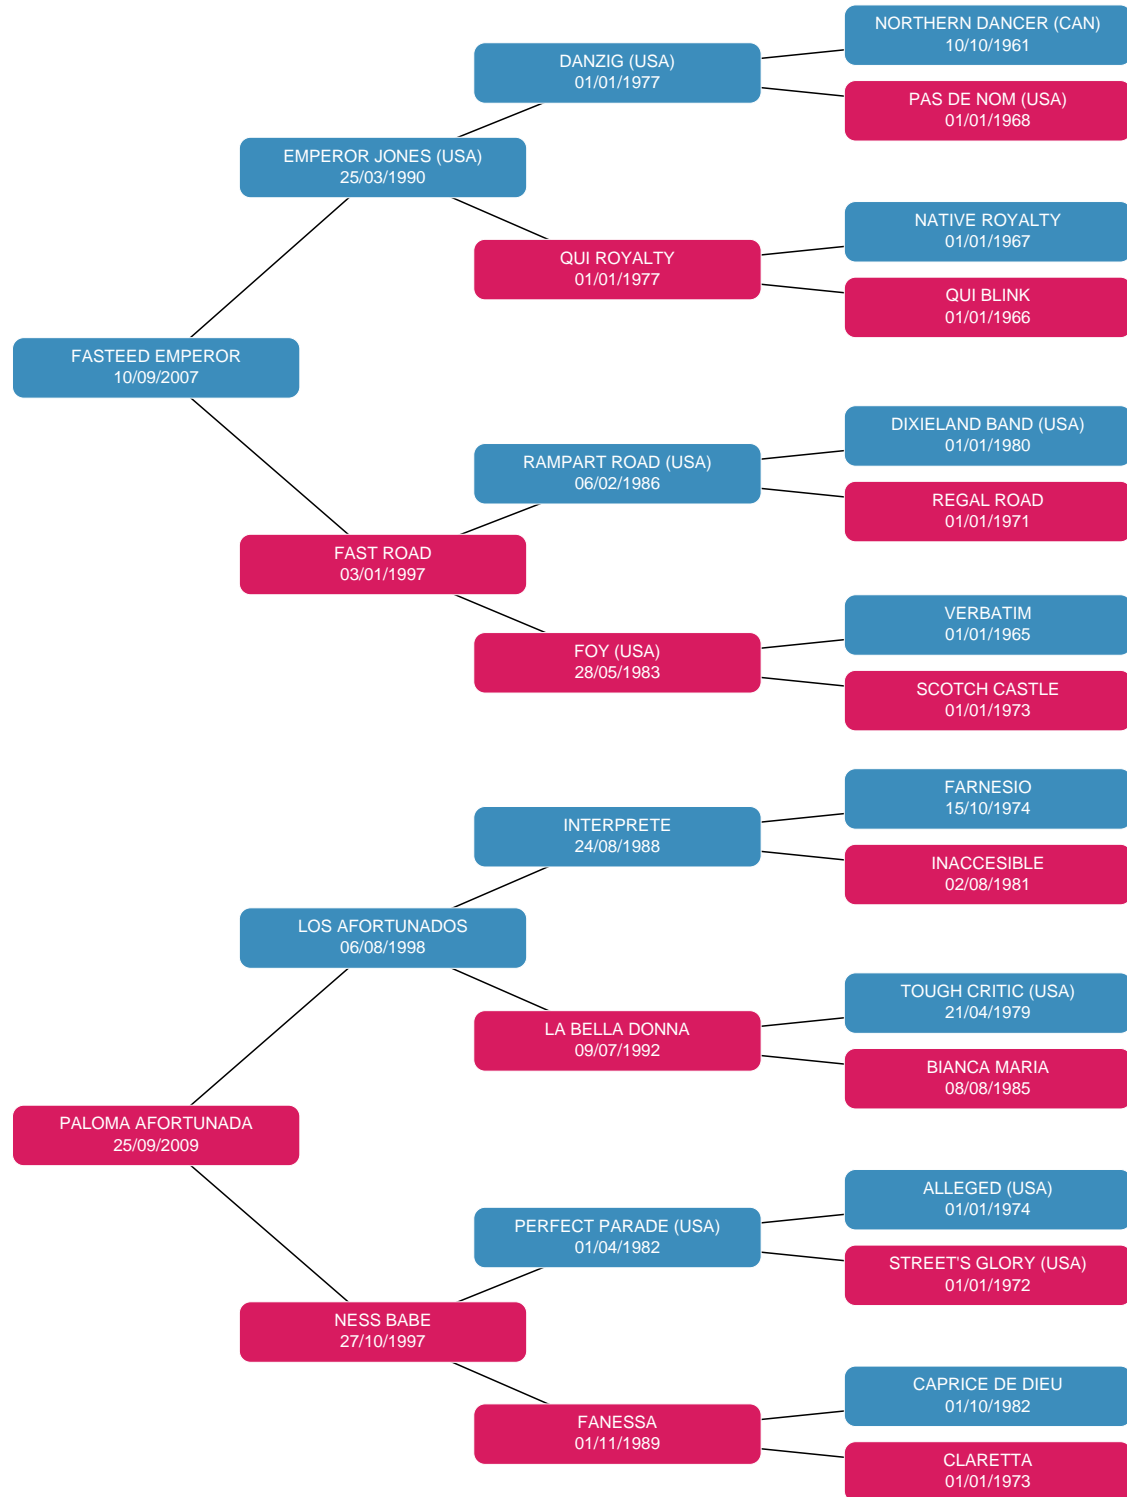 NORTHERN DANCER (CAN)
10/10/1961
DANZIG (USA)
01/01/1977
PAS DE NOM (USA)
01/01/1968
EMPEROR JONES (USA)
25/03/1990
NATIVE ROYALTY
01/01/1967
QUI ROYALTY
01/01/1977
QUI BLINK
01/01/1966
FASTEED EMPEROR
10/09/2007
DIXIELAND BAND (USA)
01/01/1980
RAMPART ROAD (USA)
06/02/1986
REGAL ROAD
01/01/1971
FAST ROAD
03/01/1997
VERBATIM
01/01/1965
FOY (USA)
28/05/1983
SCOTCH CASTLE
01/01/1973
FARNESIO
15/10/1974
INTERPRETE
24/08/1988
INACCESIBLE
02/08/1981
LOS AFORTUNADOS
06/08/1998
TOUGH CRITIC (USA)
21/04/1979
LA BELLA DONNA
09/07/1992
BIANCA MARIA
08/08/1985
PALOMA AFORTUNADA
25/09/2009
ALLEGED (USA)
01/01/1974
PERFECT PARADE (USA)
01/04/1982
STREET'S GLORY (USA)
01/01/1972
NESS BABE
27/10/1997
CAPRICE DE DIEU
01/10/1982
FANESSA
01/11/1989
CLARETTA
01/01/1973